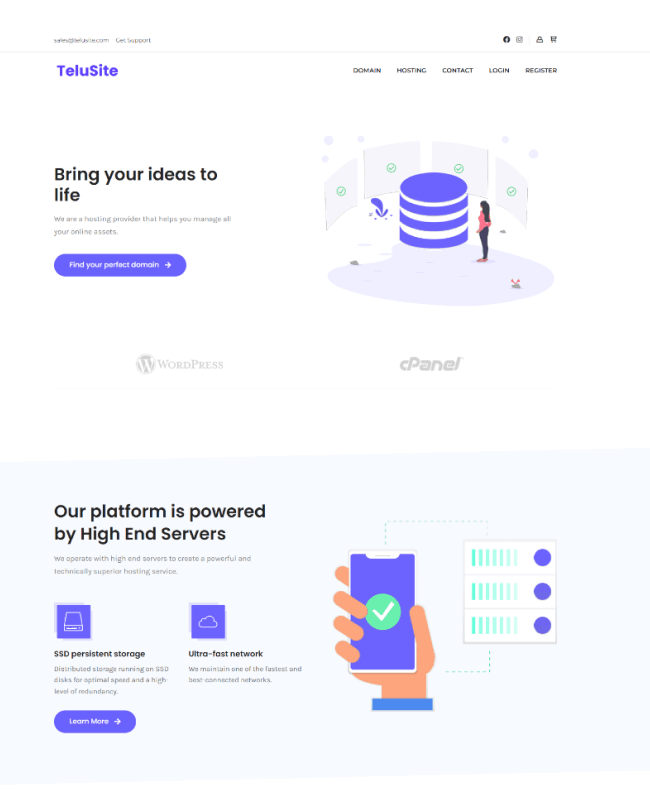 sales@telusite.com Get Support
TeluSite
DOMAIN HOSTING CONTACT LOGIN REGISTER
Bring your ideas to
life
We are a hosting provider that helps you manage all
your online assets.
Find your perfect domain
WORDPRESS
cPanel
Our platform is powered
by High End Servers
We operate with high end servers to create a powerful and
technically superior hosting service.
SSD persistent storage
Distributed storage running on SSD
disks for optimal speed and a high-
level of redundancy.
Ultra-fast network
We maintain one of the fastest and
best-connected networks.
Learn More